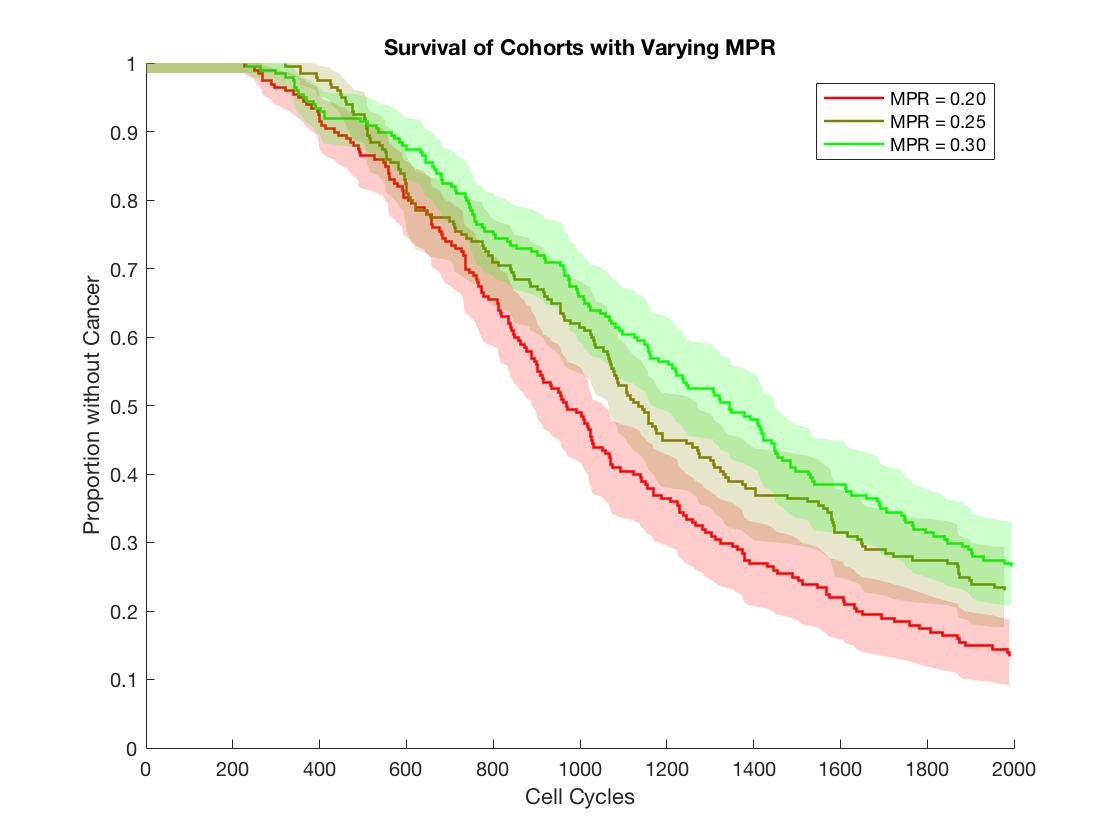 Survival of Cohorts with Varying MPR
MPR = 0.20
MPR = 0.25
MPR = 0.30
Proportion without Cancer
1
0.9
0.8
0.7
0.6
0.5
0.4
0.3
0.2
0.1
0
0 200 400 600 800 1000 1200 1400 1600 1800 2000
Cell Cycles